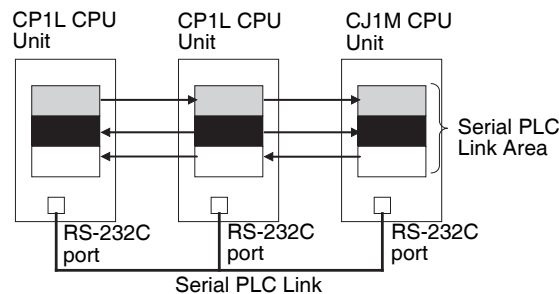 CP1L CPU
Unit
CP1L CPU
Unit
CJ1M CPU
Unit
Serial PLC
Link Area
RS-232C
port
RS-232C
port
RS-232C
port
Serial PLC Link